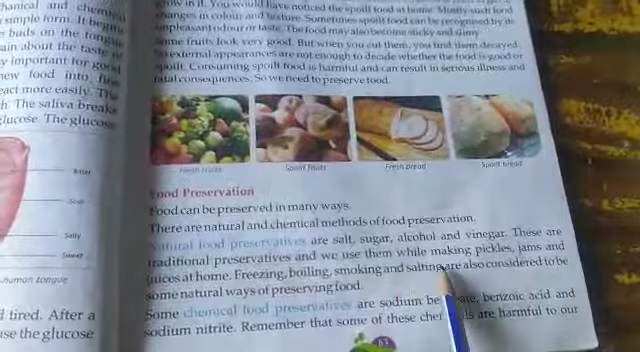 hanical and chemical
simple form. It begins
buds on the tongue
ain about the taste of
y important for good
new food into fine
eact more easily. The
h. The saliva breaks
glucose. The glucose
Bitter
Sour
Salty
Sweet
human tongue
l tired. After a
use the glucose
grow in it. You would have noticed the spoilt food at home. Mostly such food
changes in colour and texture. Sometimes spoilt food can be recognised by its
unpleasant odour or taste. The food may also become sticky and slimy.
Some fruits look very good. But when you cut them, you find them decayed.
So external appearances are not enough to decide whether the food is good or
spoilt. Consuming spoilt food is harmful and can result in serious illness and
fatal consequences. So we need to preserve food.
Fresh fruits
Spoilt fruits
Fresh bread
Spoilt bread
Food Preservation
Food can be preserved in many ways.
There are natural and chemical methods of food preservation.
Natural food preservatives are salt, sugar, alcohol and vinegar. These are
traditional preservatives and we use them while making pickles, jams and
juices at home. Freezing, boiling, smoking and salting are also considered to be
some natural ways of preserving food.
Some chemical food preservatives are sodium be ate, benzoic acid and
sodium nitrite. Remember that some of these che ls are harmful to our
63